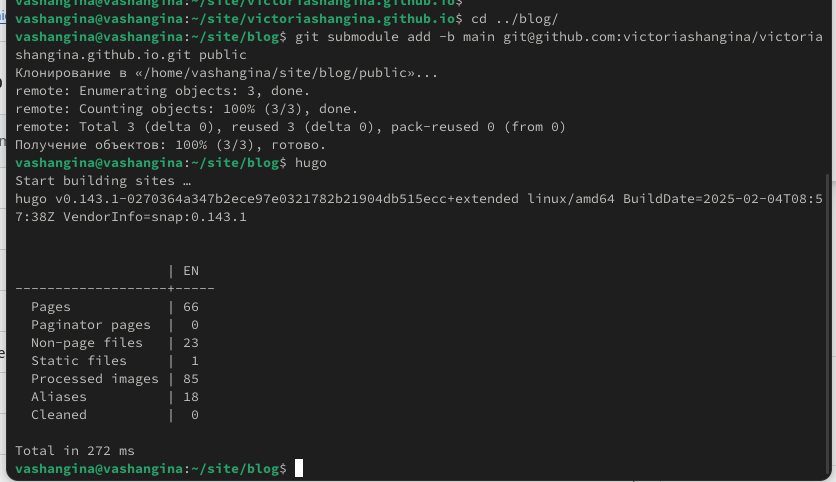 vashangina@vashangina:~/site/victoriashangina.github.io$
vashangina@vashangina:~/site/victoriashangina.github.io$ cd ../blog/
vashangina@vashangina:~/site/blog$ git submodule add -b main git@github.com:victoriashangina/victoria
shangina.github.io.git public
Клонирование в «/home/vashangina/site/blog/public»...
remote: Enumerating objects: 3, done.
remote: Counting objects: 100% (3/3), done.
remote: Total 3 (delta 0), reused 3 (delta 0), pack-reused 0 (from 0)
Получение объектов: 100% (3/3), готово.
vashangina@vashangina:~/site/blog$ hugo
Start building sites …
hugo v0.143.1-0270364a347b2ece97e0321782b21904db515ecc+extended linux/amd64 BuildDate=2025-02-04T08:5
7:38Z VendorInfo=snap:0.143.1
                   | EN
-------------------+-----
  Pages            | 66
  Paginator pages  |  0
  Non-page files   | 23
  Static files     |  1
  Processed images | 85
  Aliases          | 18
  Cleaned          |  0
Total in 272 ms
vashangina@vashangina:~/site/blog$